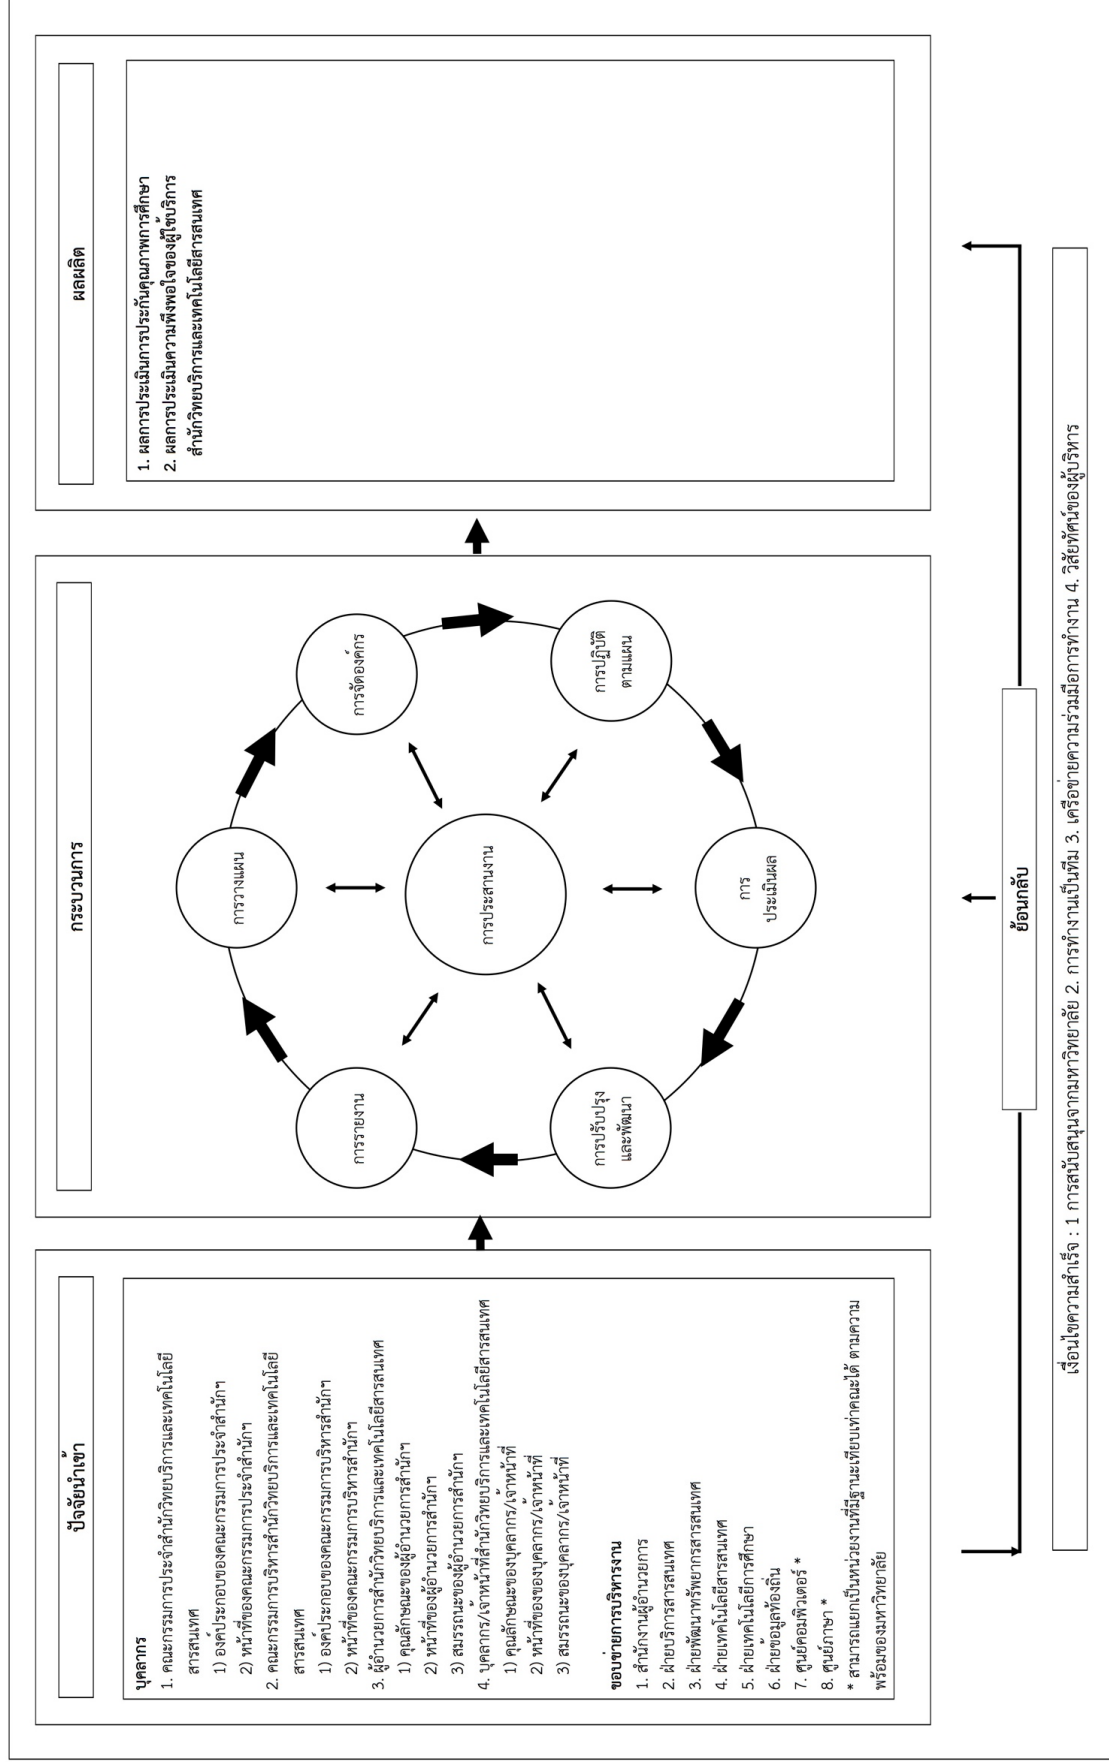 ปัจจัยนำเข้า
บุคลากร
1. คณะกรรมการประจำสำนักวิทยบริการและเทคโนโลยี
สารสนเทศ
1) องค์ประกอบของคณะกรรมการประจำสำนักฯ
2) หน้าที่ของคณะกรรมการประจำสำนักฯ
2. คณะกรรมการบริหารสำนักวิทยบริการและเทคโนโลยี
สารสนเทศ
1) องค์ประกอบของคณะกรรมการบริหารสำนักฯ
2) หน้าที่ของคณะกรรมการบริหารสำนักฯ
3. ผู้อำนวยการสำนักวิทยบริการและเทคโนโลยีสารสนเทศ
1) คุณลักษณะของผู้อำนวยการสำนักฯ
2) หน้าที่ของผู้อำนวยการสำนักฯ
3) สมรรถนะของผู้อำนวยการสำนักฯ
4. บุคลากร/เจ้าหน้าที่สำนักวิทยบริการและเทคโนโลยีสารสนเทศ
1) คุณลักษณะของบุคลากร/เจ้าหน้าที่
2) หน้าที่ของของบุคลากร/เจ้าหน้าที่
3) สมรรถนะของบุคลากร/เจ้าหน้าที่
ขอบข่ายการบริหารงาน
1. สำนักงานผู้อำนวยการ
2. ฝ่ายบริการสารสนเทศ
3. ฝ่ายพัฒนาทรัพยากรสารสนเทศ
4. ฝ่ายเทคโนโลยีสารสนเทศ
5. ฝ่ายเทคโนโลยีการศึกษา
6. ฝ่ายข้อมูลท้องถิ่น
7. ศูนย์คอมพิวเตอร์ *
8. ศูนย์ภาษา *
* สามารถแยกเป็นหน่วยงานที่มีฐานะเทียบเท่าคณะได้ ตามความ
พร้อมของมหาวิทยาลัย
กระบวนการ
การวางแผน
การจัดองค์กร
การปฏิบัติ
ตามแผน
การ
ประเมินผล
การปรับปรุง
และพัฒนา
การรายงาน
การประสานงาน
ผลผลิต
1. ผลการประเมินการประกันคุณภาพการศึกษา
2. ผลการประเมินความพึงพอใจของผู้ใช้บริการ
สำนักวิทยบริการและเทคโนโลยีสารสนเทศ
ย้อนกลับ
เงื่อนไขความสำเร็จ : 1 การสนับสนุนจากมหาวิทยาลัย 2. การทำงานเป็นทีม 3. เครือข่ายความร่วมมือการทำงาน 4. วิสัยทัศน์ของผู้บริหาร